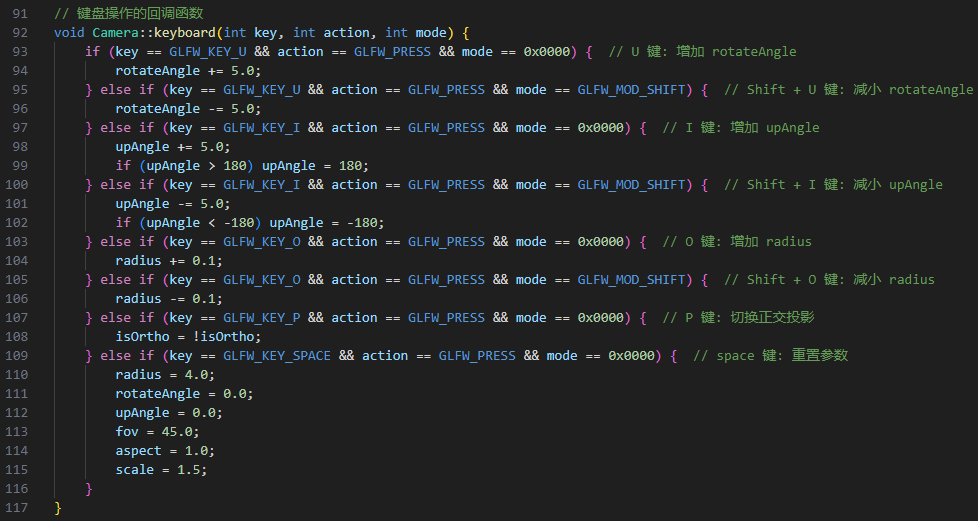 91 // 键盘操作的回调函数
92 void Camera::keyboard(int key, int action, int mode) {
93     if (key == GLFW_KEY_U && action == GLFW_PRESS && mode == 0x0000) {  // U 键: 增加 rotateAngle
94         rotateAngle += 5.0;
95     } else if (key == GLFW_KEY_U && action == GLFW_PRESS && mode == GLFW_MOD_SHIFT) {  // Shift + U 键: 减小 rotateAngle
96         rotateAngle -= 5.0;
97     } else if (key == GLFW_KEY_I && action == GLFW_PRESS && mode == 0x0000) {  // I 键: 增加 upAngle
98         upAngle += 5.0;
99         if (upAngle > 180) upAngle = 180;
100     } else if (key == GLFW_KEY_I && action == GLFW_PRESS && mode == GLFW_MOD_SHIFT) {  // Shift + I 键: 减小 upAngle
101         upAngle -= 5.0;
102         if (upAngle < -180) upAngle = -180;
103     } else if (key == GLFW_KEY_O && action == GLFW_PRESS && mode == 0x0000) {  // O 键: 增加 radius
104         radius += 0.1;
105     } else if (key == GLFW_KEY_O && action == GLFW_PRESS && mode == GLFW_MOD_SHIFT) {  // Shift + O 键: 减小 radius
106         radius -= 0.1;
107     } else if (key == GLFW_KEY_P && action == GLFW_PRESS && mode == 0x0000) {  // P 键: 切换正交投影
108         isOrtho = !isOrtho;
109     } else if (key == GLFW_KEY_SPACE && action == GLFW_PRESS && mode == 0x0000) {  // space 键: 重置参数
110         radius = 4.0;
111         rotateAngle = 0.0;
112         upAngle = 0.0;
113         fov = 45.0;
114         aspect = 1.0;
115         scale = 1.5;
116     }
117 }